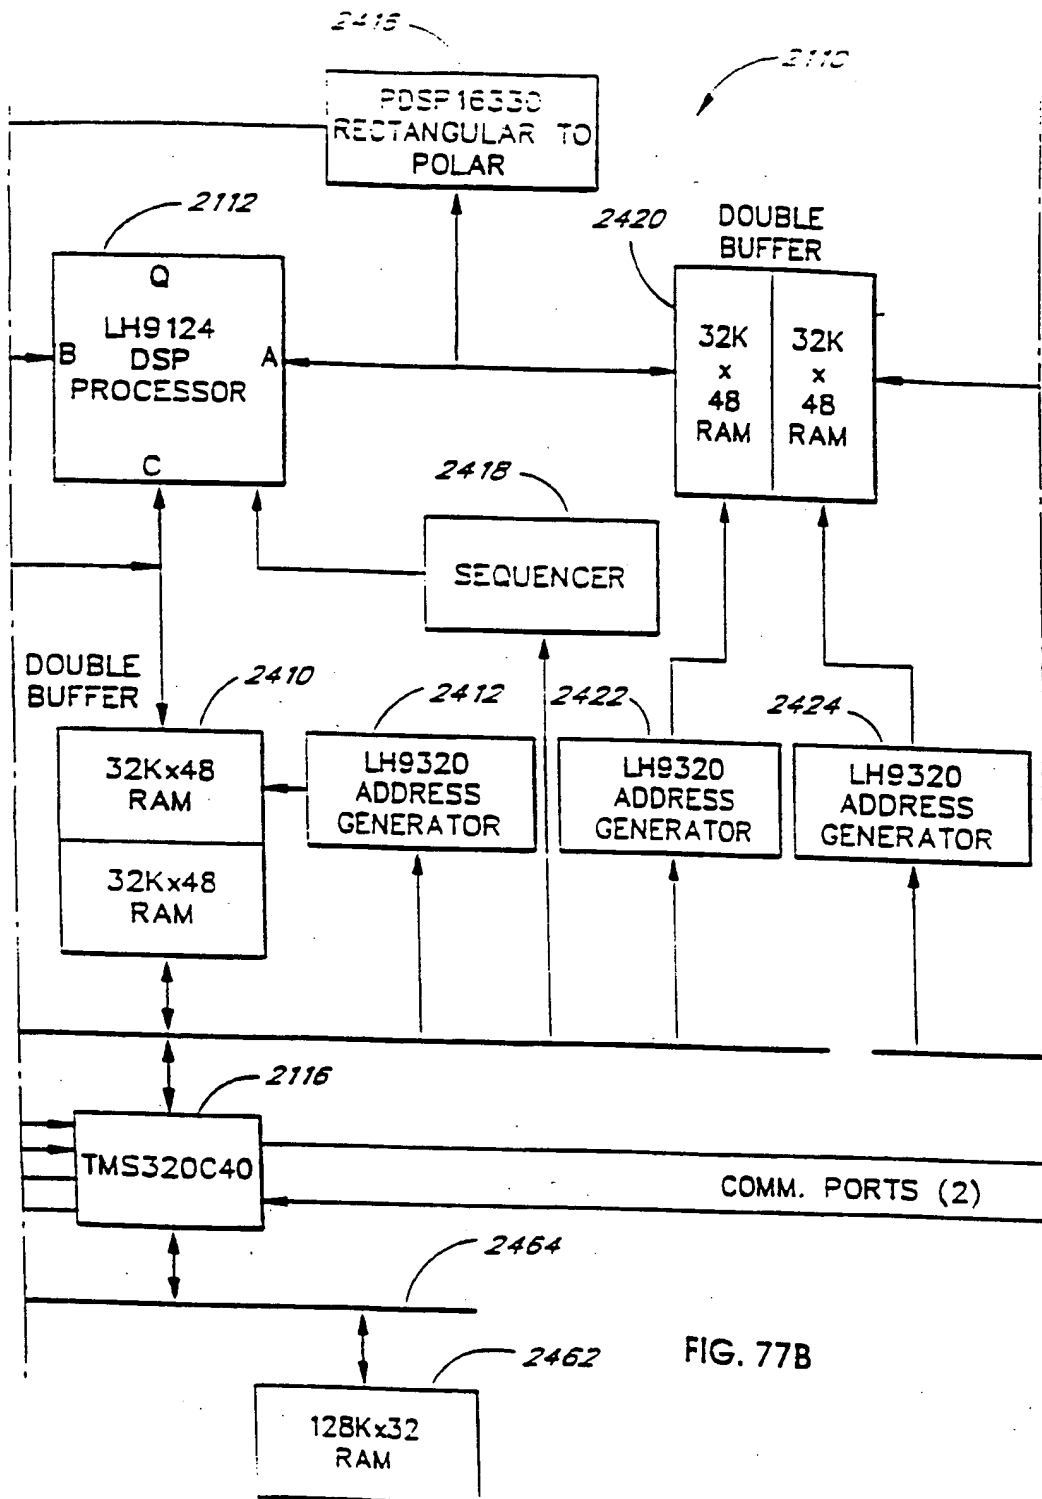 2416
2110
PDSP16330
RECTANGULAR TO
POLAR
2112
2420
DOUBLE
BUFFER
Q
LH9124
DSP
PROCESSOR
B
A
C
32K
x
48
RAM
32K
x
48
RAM
2418
SEQUENCER
DOUBLE
BUFFER
2410
2412
2422
2424
32Kx48
RAM
32Kx48
RAM
LH9320
ADDRESS
GENERATOR
LH9320
ADDRESS
GENERATOR
LH9320
ADDRESS
GENERATOR
2116
TMS320C40
COMM. PORTS (2)
2464
2462
128Kx32
RAM
FIG. 77B